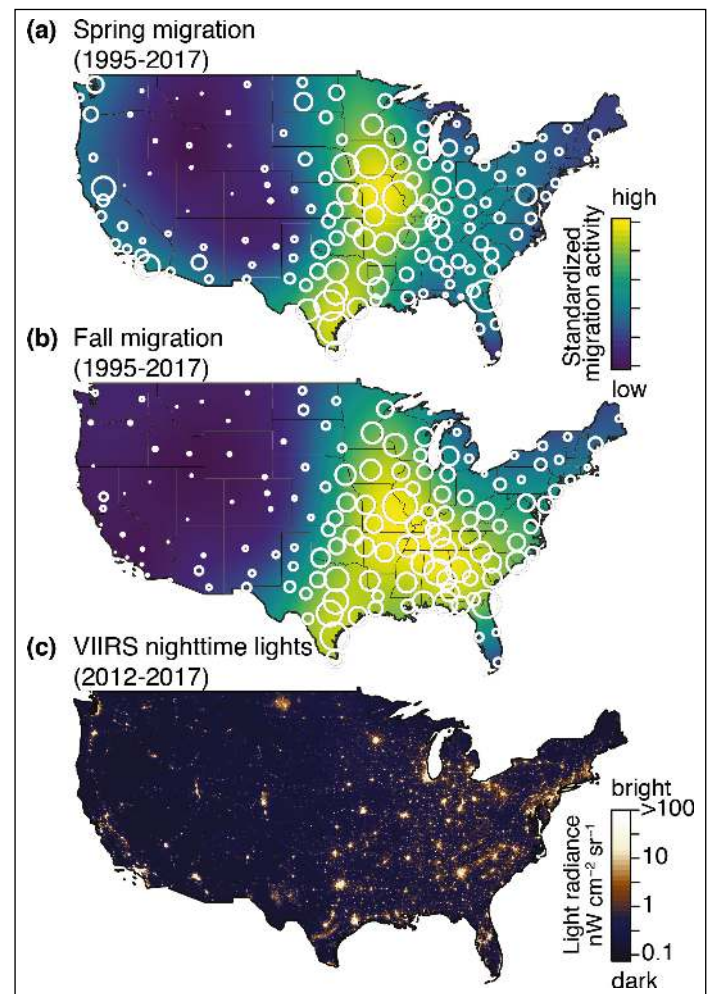 (a) Spring migration
(1995-2017)
high
Standardized
migration activity
low
(b) Fall migration
(1995-2017)
(c) VIIRS nighttime lights
(2012-2017)
bright
>100
10
1
0.1
Light radiance
nW cm⁻² sr⁻¹
dark